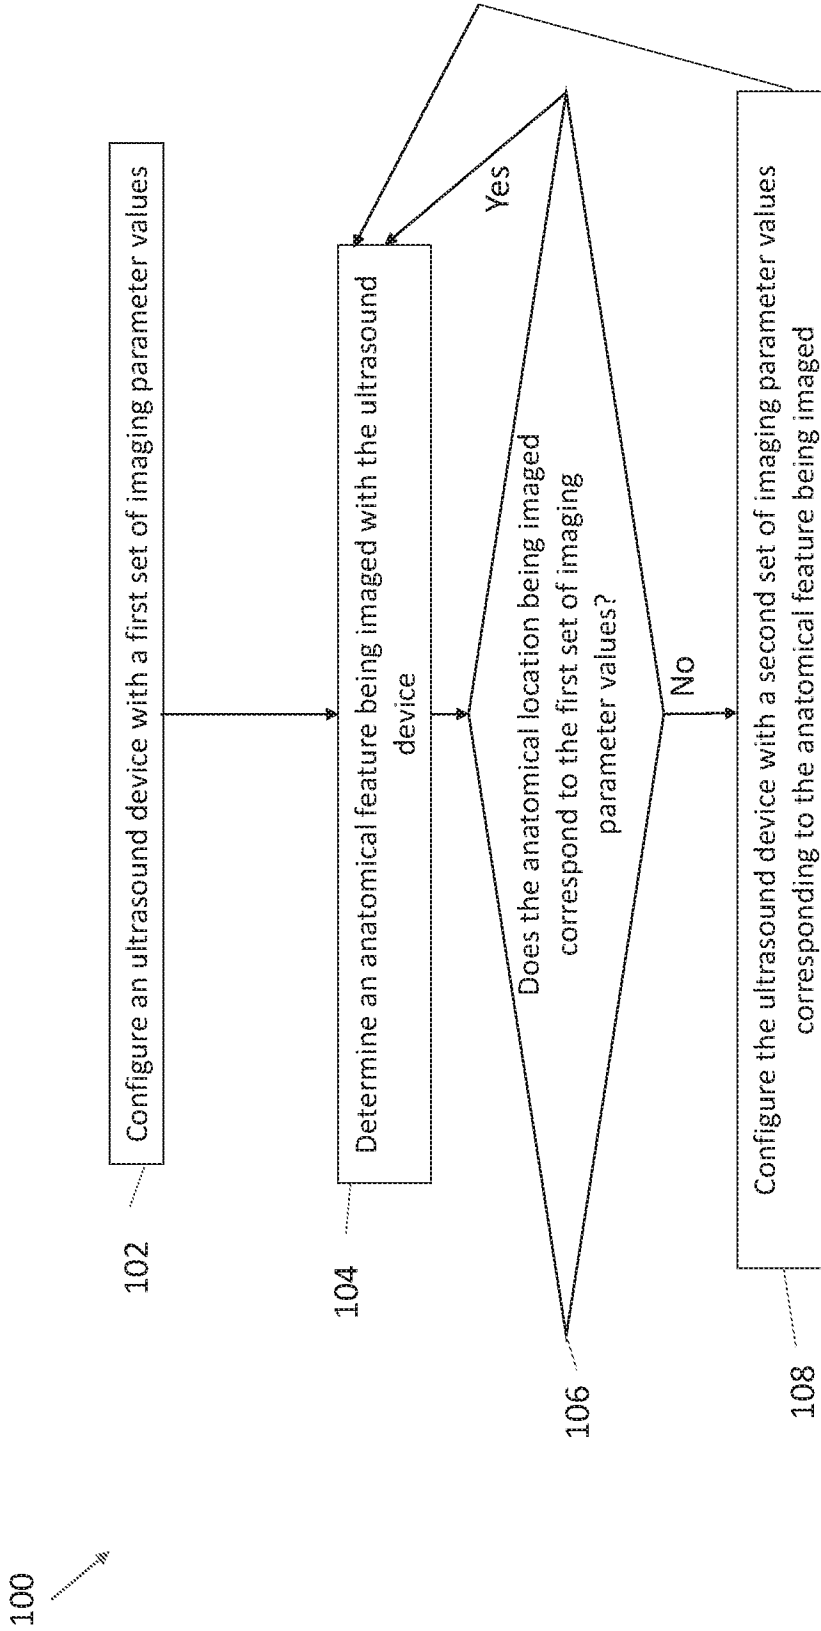 100
102
Configure an ultrasound device with a first set of imaging parameter values
104
Determine an anatomical feature being imaged with the ultrasound
device
Yes
106
Does the anatomical location being imaged
correspond to the first set of imaging
parameter values?
No
108
Configure the ultrasound device with a second set of imaging parameter values
corresponding to the anatomical feature being imaged